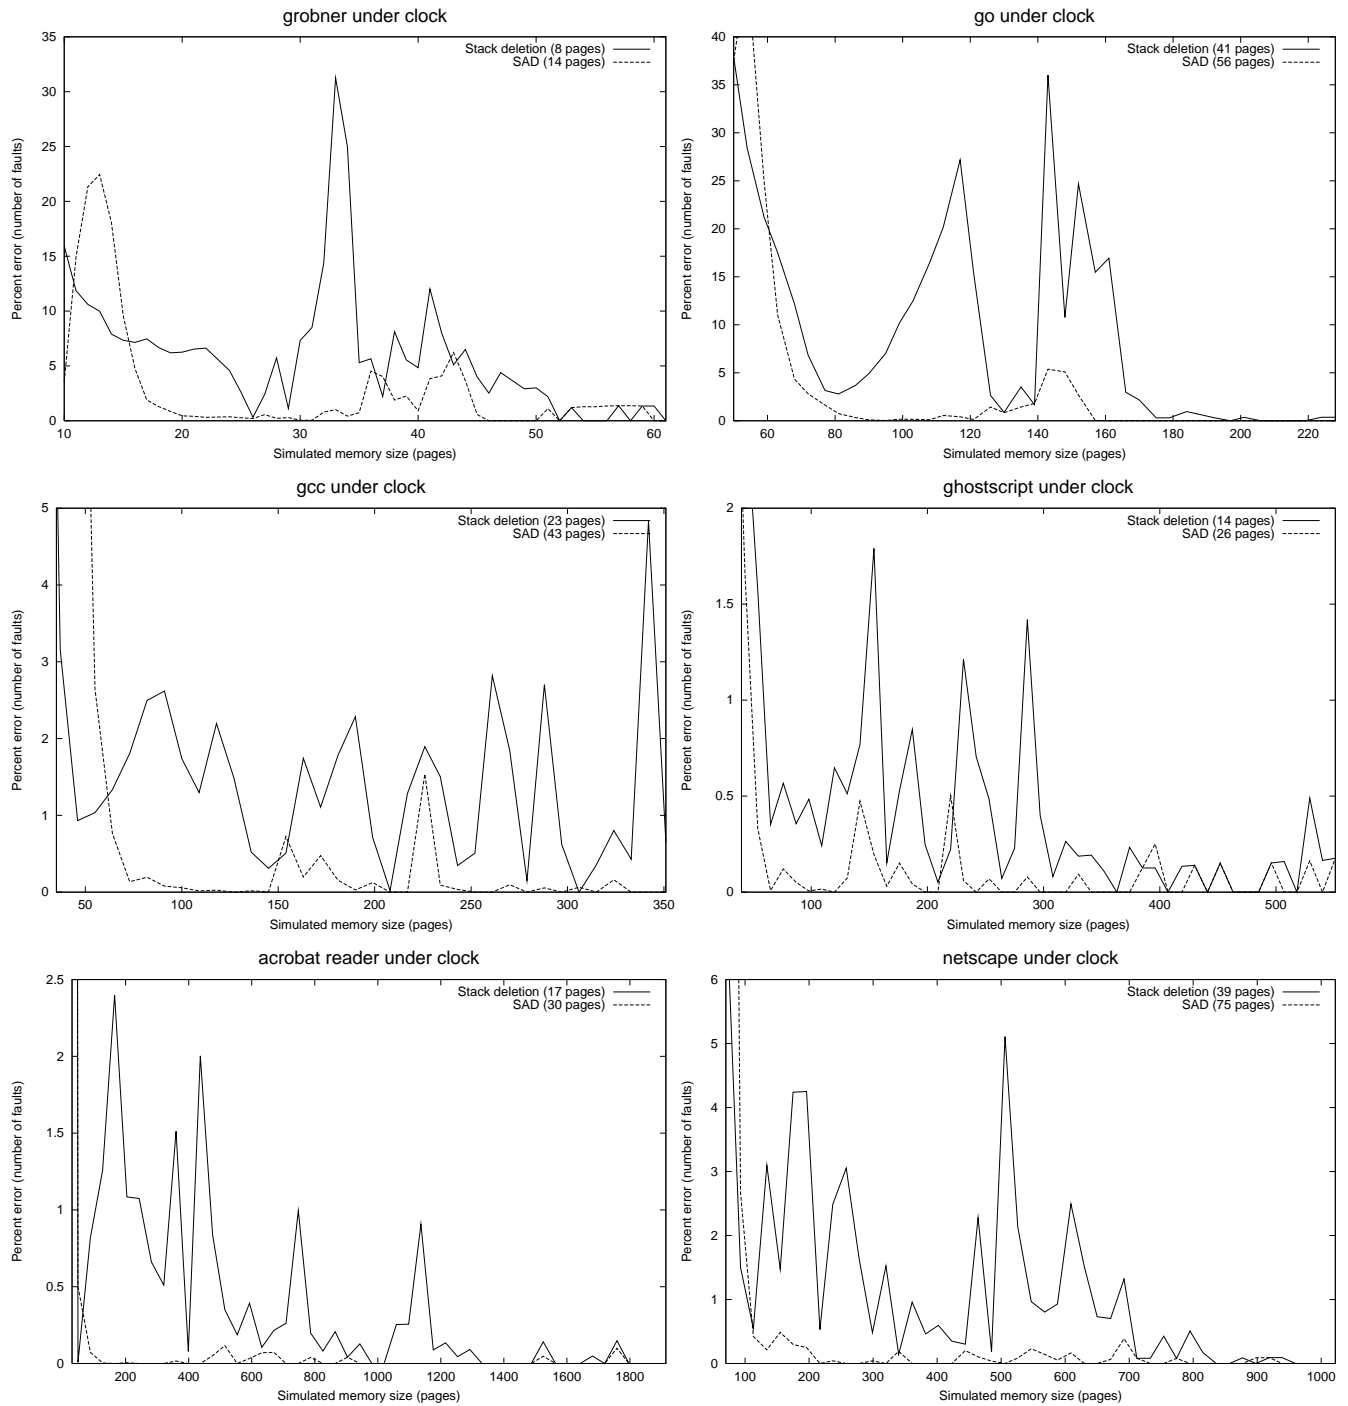 grobner under clock
Percent error (number of faults)
35
30
25
20
15
10
5
0
Stack deletion (8 pages)
SAD (14 pages)
10 20 30 40 50 60
Simulated memory size (pages)
go under clock
Percent error (number of faults)
40
35
30
25
20
15
10
5
0
Stack deletion (41 pages)
SAD (56 pages)
60 80 100 120 140 160 180 200 220
Simulated memory size (pages)
gcc under clock
Percent error (number of faults)
5
4
3
2
1
0
Stack deletion (23 pages)
SAD (43 pages)
50 100 150 200 250 300 350
Simulated memory size (pages)
ghostscript under clock
Percent error (number of faults)
2
1.5
1
0.5
0
Stack deletion (14 pages)
SAD (26 pages)
100 200 300 400 500
Simulated memory size (pages)
acrobat reader under clock
Percent error (number of faults)
2.5
2
1.5
1
0.5
0
Stack deletion (17 pages)
SAD (30 pages)
200 400 600 800 1000 1200 1400 1600 1800
Simulated memory size (pages)
netscape under clock
Percent error (number of faults)
6
5
4
3
2
1
0
Stack deletion (39 pages)
SAD (75 pages)
100 200 300 400 500 600 700 800 900 1000
Simulated memory size (pages)